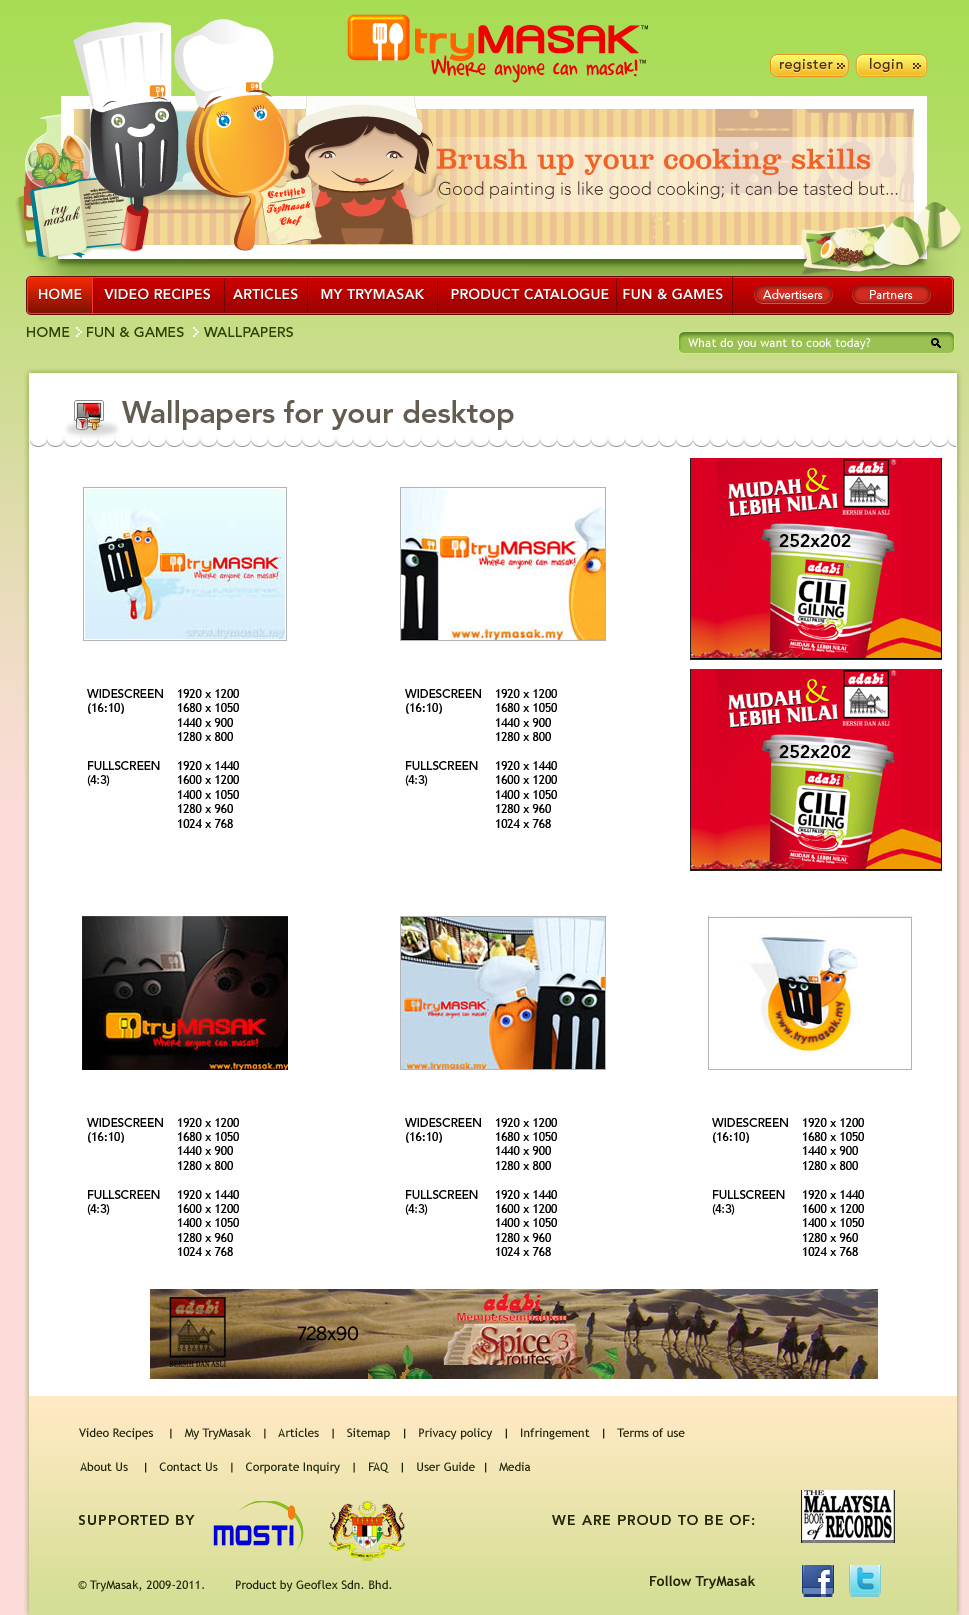 tryMASAK™
Where anyone can masak!™
register
login
Brush up your cooking skills
Good painting is like good cooking; it can be tasted but...
try masak
Certified
TryMasak
Chef
HOME
VIDEO RECIPES
ARTICLES
MY TRYMASAK
PRODUCT CATALOGUE
FUN & GAMES
Advertisers
Partners
HOME
FUN & GAMES
WALLPAPERS
What do you want to cook today?
Wallpapers for your desktop
tryMASAK
Where anyone can masak!
www.trymasak.my
tryMASAK
Where anyone can masak!
www.trymasak.my
MUDAH &
LEBIH NILAI
adabi
BERSIH DAN ASLI
252x202
adabi
CILI
GILING
CHILLI PASTE
MUDAH & LEBIH NILAI
WIDESCREEN 1920 x 1200
(16:10) 1680 x 1050
1440 x 900
1280 x 800
FULLSCREEN 1920 x 1440
(4:3) 1600 x 1200
1400 x 1050
1280 x 960
1024 x 768
WIDESCREEN 1920 x 1200
(16:10) 1680 x 1050
1440 x 900
1280 x 800
FULLSCREEN 1920 x 1440
(4:3) 1600 x 1200
1400 x 1050
1280 x 960
1024 x 768
MUDAH &
LEBIH NILAI
adabi
BERSIH DAN ASLI
252x202
adabi
CILI
GILING
CHILLI PASTE
MUDAH & LEBIH NILAI
tryMASAK
Where anyone can masak!
www.trymasak.my
tryMASAK
Where anyone can masak!
www.trymasak.my
www.trymasak.my
WIDESCREEN 1920 x 1200
(16:10) 1680 x 1050
1440 x 900
1280 x 800
FULLSCREEN 1920 x 1440
(4:3) 1600 x 1200
1400 x 1050
1280 x 960
1024 x 768
WIDESCREEN 1920 x 1200
(16:10) 1680 x 1050
1440 x 900
1280 x 800
FULLSCREEN 1920 x 1440
(4:3) 1600 x 1200
1400 x 1050
1280 x 960
1024 x 768
WIDESCREEN 1920 x 1200
(16:10) 1680 x 1050
1440 x 900
1280 x 800
FULLSCREEN 1920 x 1440
(4:3) 1600 x 1200
1400 x 1050
1280 x 960
1024 x 768
adabi
BERSIH DAN ASLI
728x90
adabi
Mempersembahkan
Spice 3
routes
Video Recipes | My TryMasak | Articles | Sitemap | Privacy policy | Infringement | Terms of use
About Us | Contact Us | Corporate Inquiry | FAQ | User Guide | Media
SUPPORTED BY
MOSTI
WE ARE PROUD TO BE OF:
THE
MALAYSIA
BOOK of RECORDS
© TryMasak, 2009-2011. Product by Geoflex Sdn. Bhd.
Follow TryMasak